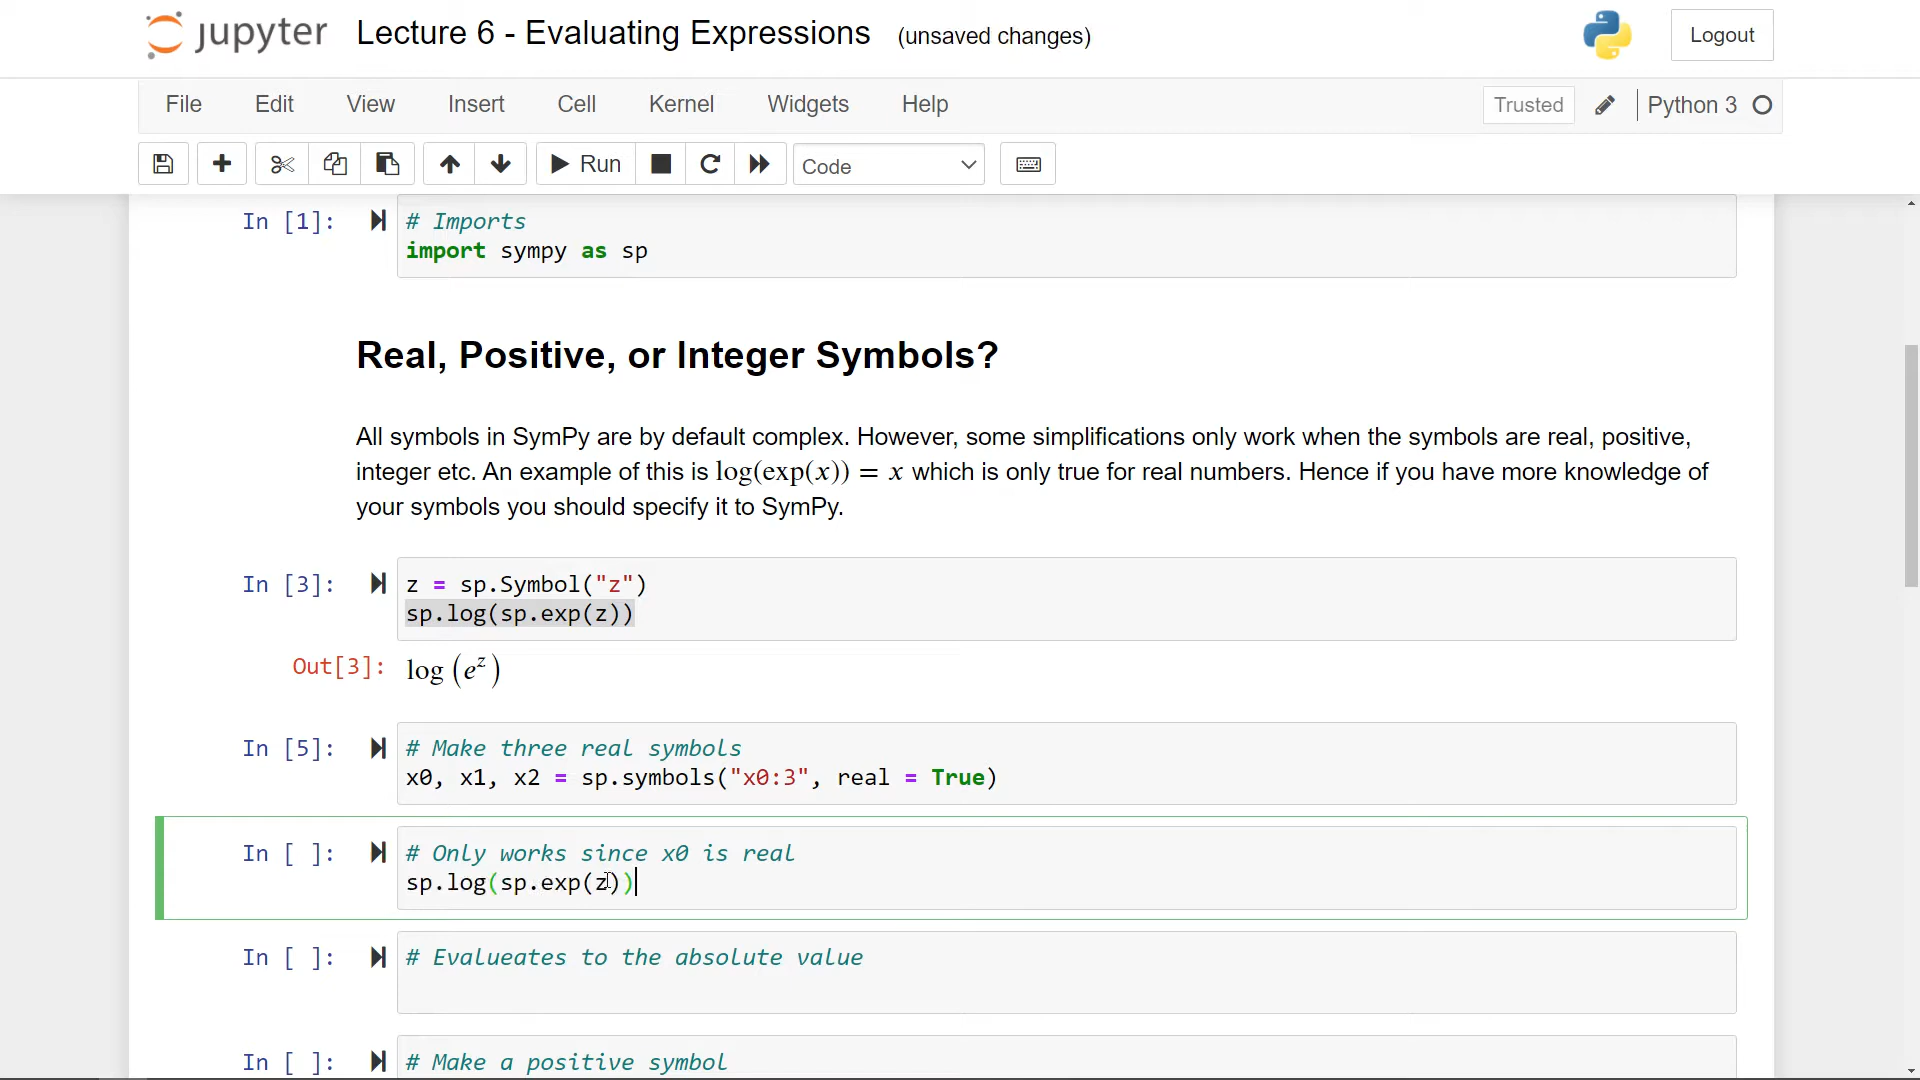 jupyter Lecture 6 - Evaluating Expressions (unsaved changes) Logout
File Edit View Insert Cell Kernel Widgets Help Trusted Python 3
Run Code
In [1]: # Imports
import sympy as sp
Real, Positive, or Integer Symbols?
All symbols in SymPy are by default complex. However, some simplifications only work when the symbols are real, positive,
integer etc. An example of this is log(exp(x)) = x which is only true for real numbers. Hence if you have more knowledge of
your symbols you should specify it to SymPy.
In [3]: z = sp.Symbol("z")
sp.log(sp.exp(z))
Out[3]: log (e^z)
In [5]: # Make three real symbols
x0, x1, x2 = sp.symbols("x0:3", real = True)
In [ ]: # Only works since x0 is real
sp.log(sp.exp(z))
In [ ]: # Evalueates to the absolute value
In [ ]: # Make a positive symbol